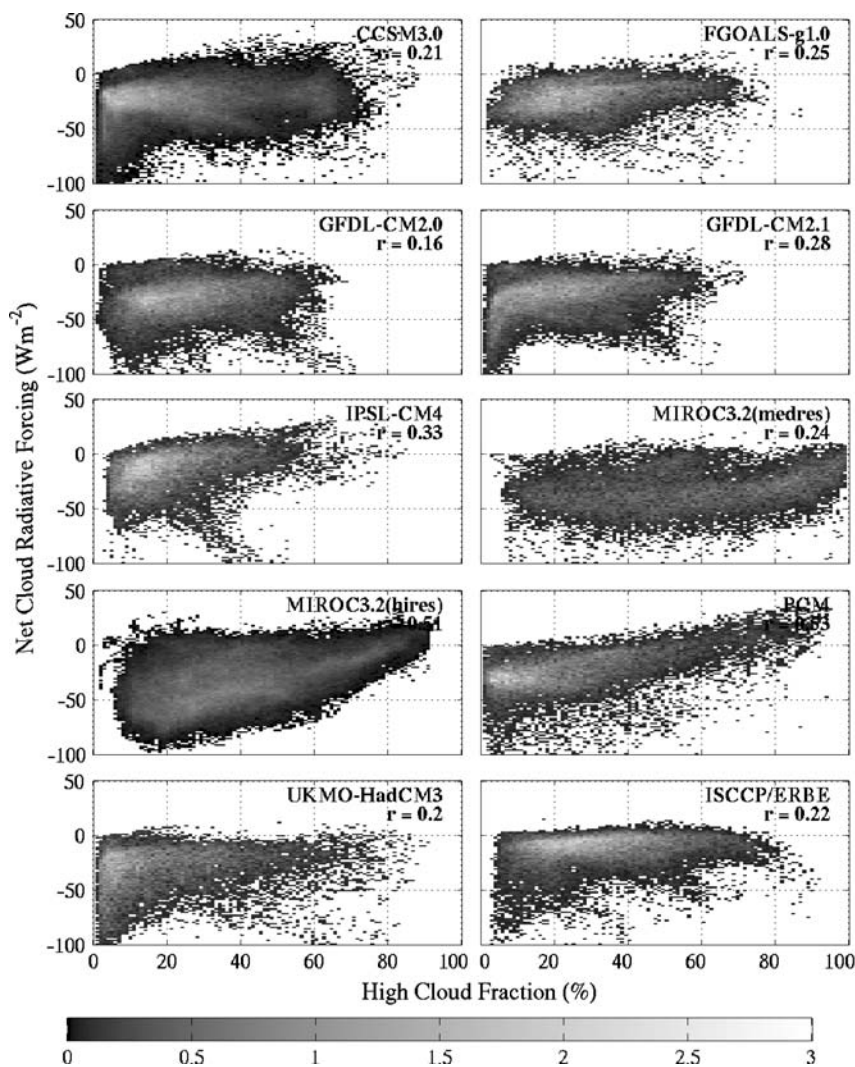 50
0
-50
-100
CCSM3.0
r = 0.21
FGOALS-g1.0
r = 0.25
50
0
-50
-100
GFDL-CM2.0
r = 0.16
GFDL-CM2.1
r = 0.28
Net Cloud Radiative Forcing (Wm⁻²)
50
0
-50
-100
IPSL-CM4
r = 0.33
MIROC3.2(medres)
r = 0.24
50
0
-50
-100
MIROC3.2(hires)
PCM
50
0
-50
-100
UKMO-HadCM3
r = 0.2
ISCCP/ERBE
r = 0.22
0 20 40 60 80 100
0 20 40 60 80 100
High Cloud Fraction (%)
0 0.5 1 1.5 2 2.5 3